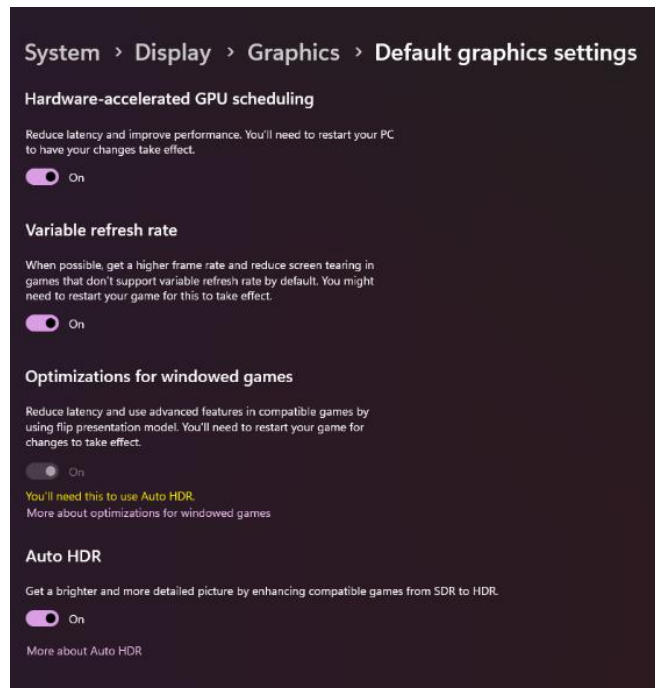 System > Display > Graphics > Default graphics settings
Hardware-accelerated GPU scheduling
Reduce latency and improve performance. You'll need to restart your PC
to have your changes take effect.
On
Variable refresh rate
When possible, get a higher frame rate and reduce screen tearing in
games that don't support variable refresh rate by default. You might
need to restart your game for this to take effect.
On
Optimizations for windowed games
Reduce latency and use advanced features in compatible games by
using flip presentation model. You'll need to restart your game for
changes to take effect.
On
You'll need this to use Auto HDR.
More about optimizations for windowed games
Auto HDR
Get a brighter and more detailed picture by enhancing compatible games from SDR to HDR.
On
More about Auto HDR